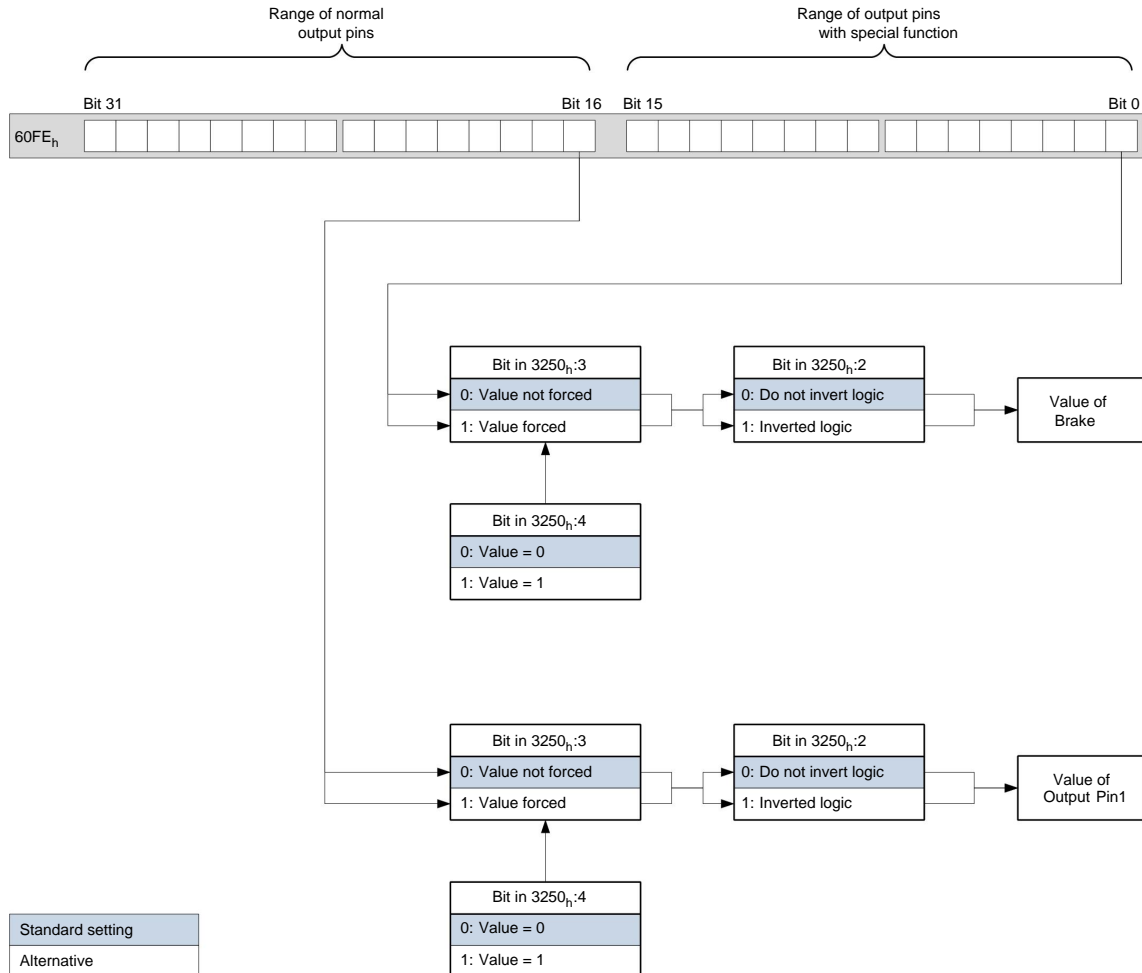 Range of normal
output pins
Range of output pins
with special function
Bit 31
Bit 16
Bit 15
Bit 0
60FEh
Bit in 3250h:3
0: Value not forced
1: Value forced
Bit in 3250h:2
0: Do not invert logic
1: Inverted logic
Value of
Brake
Bit in 3250h:4
0: Value = 0
1: Value = 1
Bit in 3250h:3
0: Value not forced
1: Value forced
Bit in 3250h:2
0: Do not invert logic
1: Inverted logic
Value of
Output Pin1
Bit in 3250h:4
0: Value = 0
1: Value = 1
Standard setting
Alternative